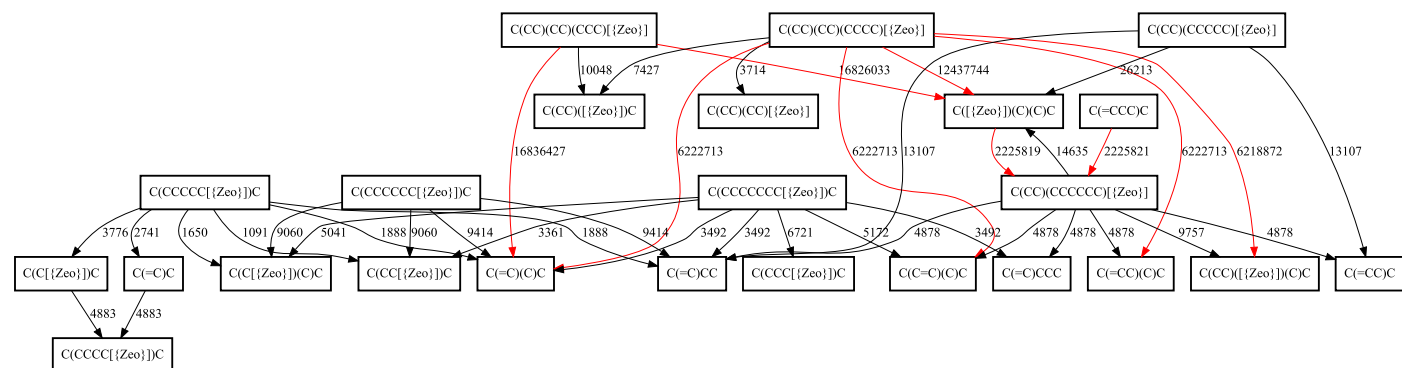 C(CC)(CC)(CCC)[{Zeo}]
C(CC)(CC)(CCCC)[{Zeo}]
C(CC)(CCCCC)[{Zeo}]
10048
7427
3714
16826033
12437744
26213
C(CC)([{Zeo}])C
C(CC)(CC)[{Zeo}]
C([{Zeo}])(C)(C)C
C(=CCC)C
16836427
6222713
6222713
13107
2225819
14635
2225821
6222713
6218872
13107
C(CCCCC[{Zeo}])C
C(CCCCCC[{Zeo}])C
C(CCCCCCC[{Zeo}])C
C(CC)(CCCCCC)[{Zeo}]
3776
2741
1650
1091
9060
5041
1888
9060
9414
3361
1888
9414
3492
3492
6721
5172
4878
3492
4878
4878
4878
9757
4878
C(C[{Zeo}])C
C(=C)C
C(C[{Zeo}])(C)C
C(CC[{Zeo}])C
C(=C)(C)C
C(=C)CC
C(CCC[{Zeo}])C
C(C=C)(C)C
C(=C)CCC
C(=CC)(C)C
C(CC)([{Zeo}])(C)C
C(=CC)C
4883
4883
C(CCCC[{Zeo}])C